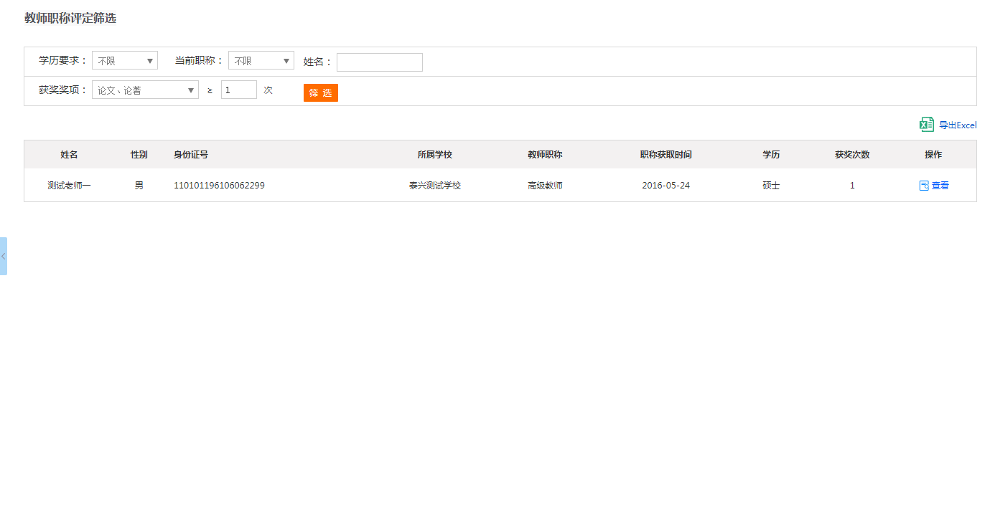 教师职称评定筛选
学历要求： 不限 当前职称： 不限 姓名：
获奖奖项： 论文、论著 ≥ 1 次 筛 选
导出Excel
姓名 性别 身份证号 所属学校 教师职称 职称获取时间 学历 获奖次数 操作
测试老师一 男 110101196106062299 泰兴测试学校 高级教师 2016-05-24 硕士 1 查看